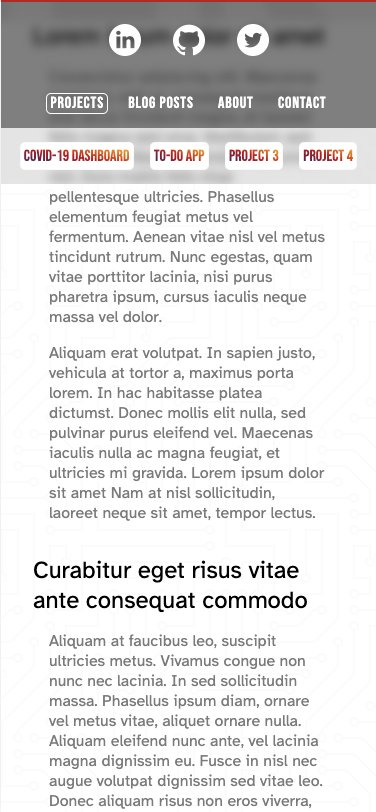 Lorem
amet
PROJECTS BLOG POSTS ABOUT CONTACT
COVID-19 DASHBOARD TO-DO APP PROJECT 3 PROJECT 4
pellentesque ultricies. Phasellus
elementum feugiat metus vel
fermentum. Aenean vitae nisl vel metus
tincidunt rutrum. Nunc egestas, quam
vitae porttitor lacinia, nisi purus
pharetra ipsum, cursus iaculis neque
massa vel dolor.
Aliquam erat volutpat. In sapien justo,
vehicula at tortor a, maximus porta
lorem. In hac habitasse platea
dictumst. Donec mollis elit nulla, sed
pulvinar purus eleifend vel. Maecenas
iaculis nulla ac magna feugiat, et
ultricies mi gravida. Lorem ipsum dolor
sit amet Nam at nisl sollicitudin,
laoreet neque sit amet, tempor lectus.
Curabitur eget risus vitae
ante consequat commodo
Aliquam at faucibus leo, suscipit
ultricies metus. Vivamus congue non
nunc nec lacinia. In sed sollicitudin
massa. Phasellus ipsum diam, ornare
vel metus vitae, aliquet ornare nulla.
Aliquam eleifend nunc ante, vel lacinia
magna dignissim eu. Fusce in nisl nec
augue volutpat dignissim sed vitae leo.
Donec aliquam risus non eros viverra,